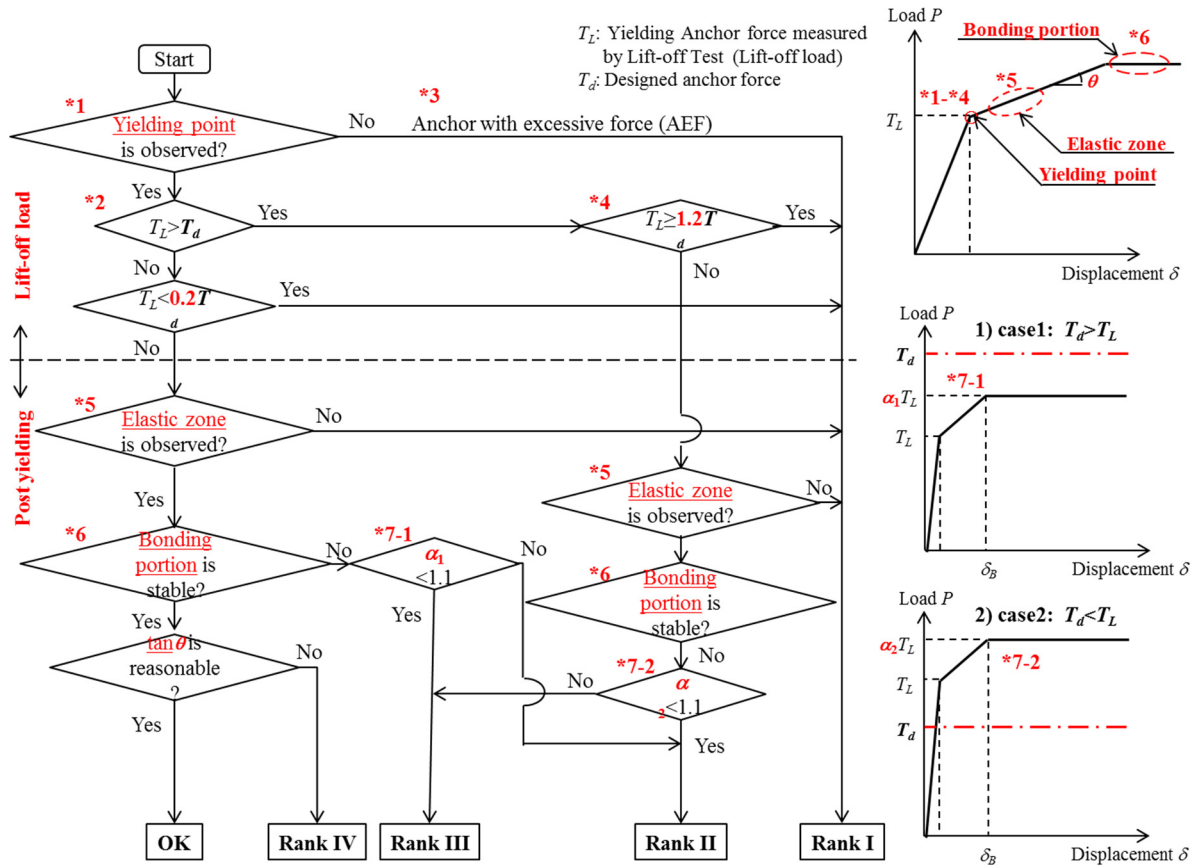 Start
*1
Yielding point
is observed?
No
*3
Anchor with excessive force (AEF)
Yes
*2
T_L>T_d
Yes
*4
T_L≥1.2T
d
Yes
No
No
T_L<0.2T
d
Yes
No
Lift-off load
Post yielding
*5
Elastic zone
is observed?
No
Yes
*5
Elastic zone
is observed?
No
*6
Bonding
portion is
stable?
No
*7-1
α_1
<1.1
No
Yes
*6
Bonding
portion is
stable?
No
Yes
tanθ is
reasonable
?
No
Yes
*7-2
No
α
_2<1.1
Yes
OK
Rank IV
Rank III
Rank II
Rank I
T_L: Yielding Anchor force measured
by Lift-off Test (Lift-off load)
T_d: Designed anchor force
Load P
Bonding portion
*6
*5
θ
*1-*4
T_L
Elastic zone
Yielding point
Displacement δ
Load P
1) case1: T_d>T_L
T_d
*7-1
α_1T_L
T_L
δ_B
Displacement δ
Load P
2) case2: T_d<T_L
α_2T_L
*7-2
T_L
T_d
δ_B
Displacement δ